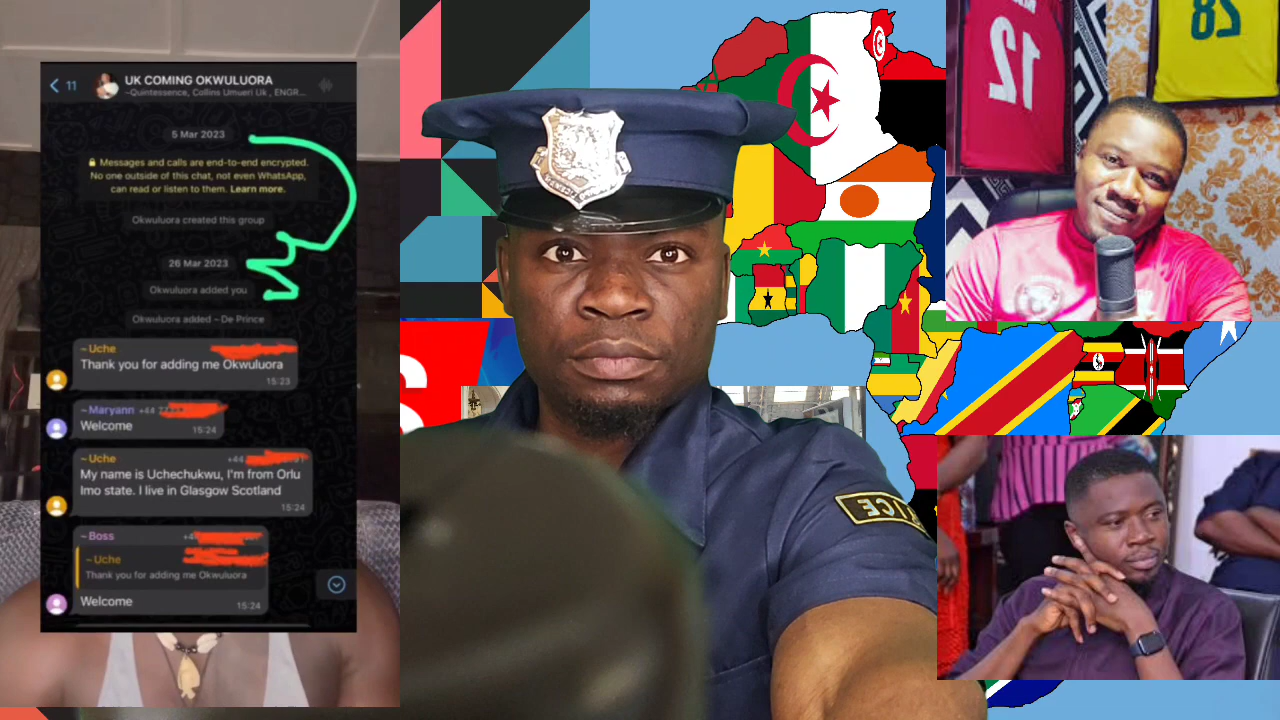 11
UK COMING OKWULUORA
~Quintessence, Collins Umueri Uk , ENGR...
5 Mar 2023
Messages and calls are end-to-end encrypted.
No one outside of this chat, not even WhatsApp,
can read or listen to them. Learn more.
Okwuluora created this group
26 Mar 2023
Okwuluora added you
Okwuluora added ~ De Prince
~Uche
Thank you for adding me Okwuluora
15:23
~Maryann +44
Welcome
15:24
~Uche +44
My name is Uchechukwu, I'm from Orlu
Imo state. I live in Glasgow Scotland
15:24
~Boss
~Uche
Thank you for adding me Okwuluora
Welcome
15:24
12
28